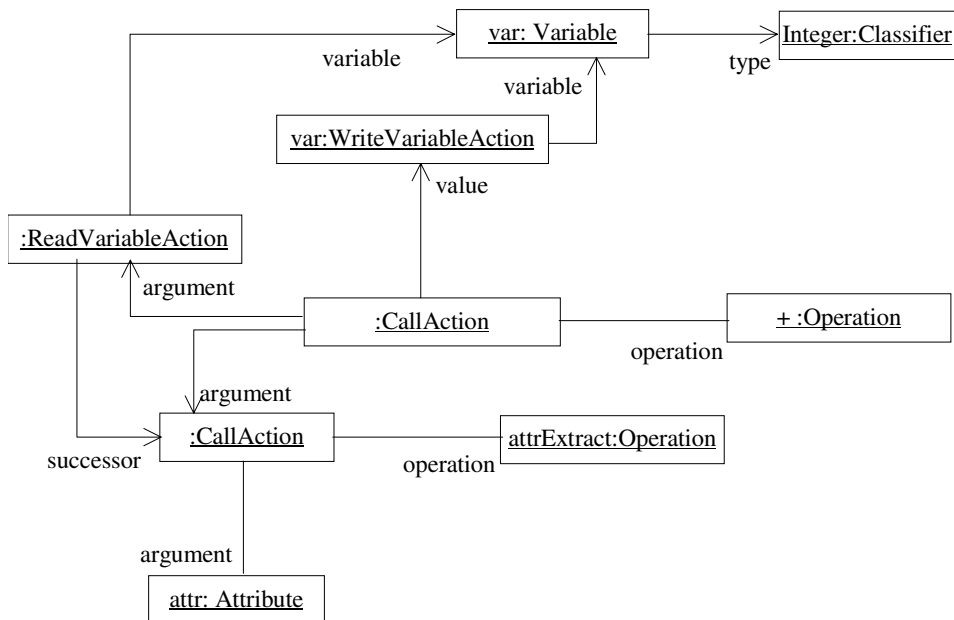 var: Variable
Integer:Classifier
variable
type
variable
var:WriteVariableAction
value
:ReadVariableAction
argument
:CallAction
+ :Operation
operation
argument
:CallAction
attrExtract:Operation
successor
operation
argument
attr: Attribute